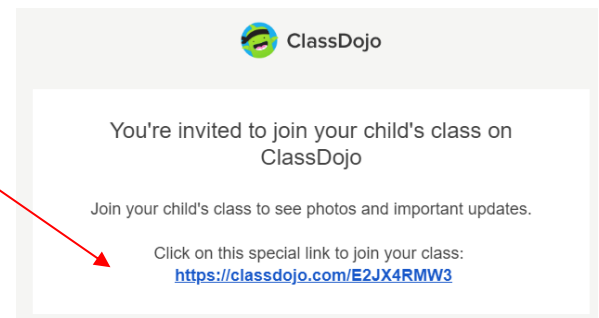 ClassDojo
You're invited to join your child's class on
ClassDojo
Join your child's class to see photos and important updates.
Click on this special link to join your class:
https://classdojo.com/E2JX4RMW3